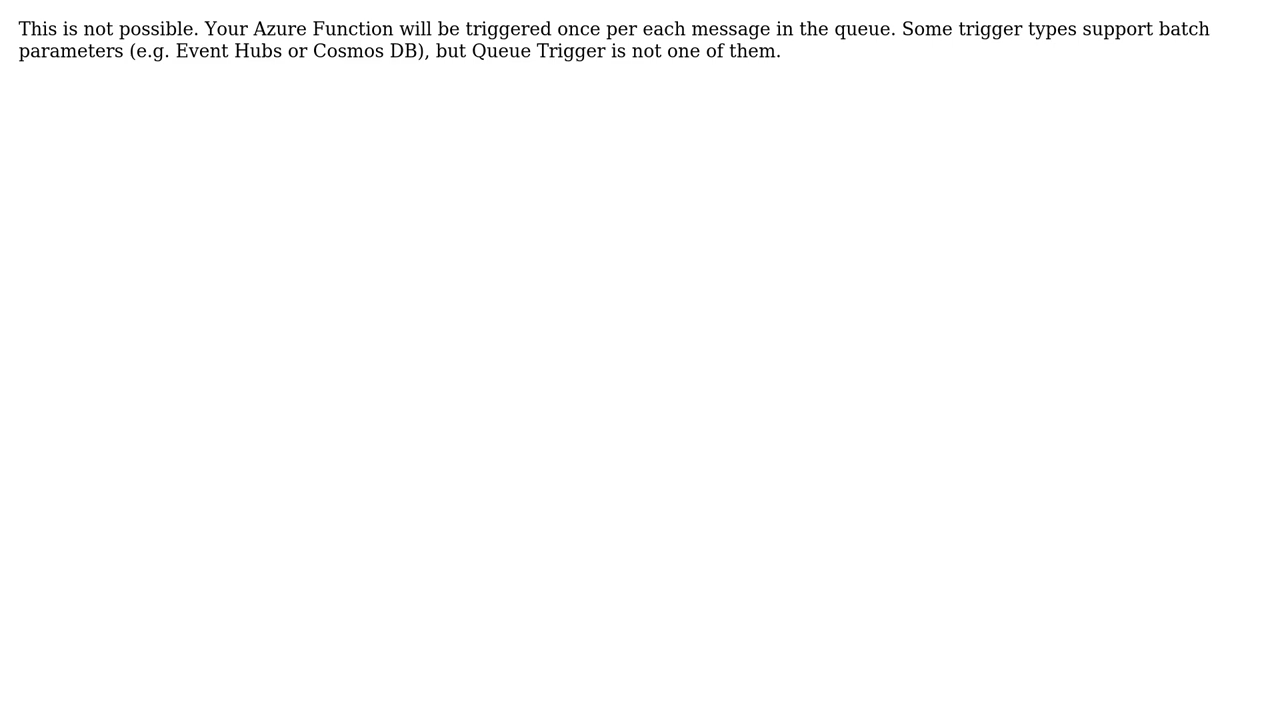 This is not possible. Your Azure Function will be triggered once per each message in the queue. Some trigger types support batch
parameters (e.g. Event Hubs or Cosmos DB), but Queue Trigger is not one of them.